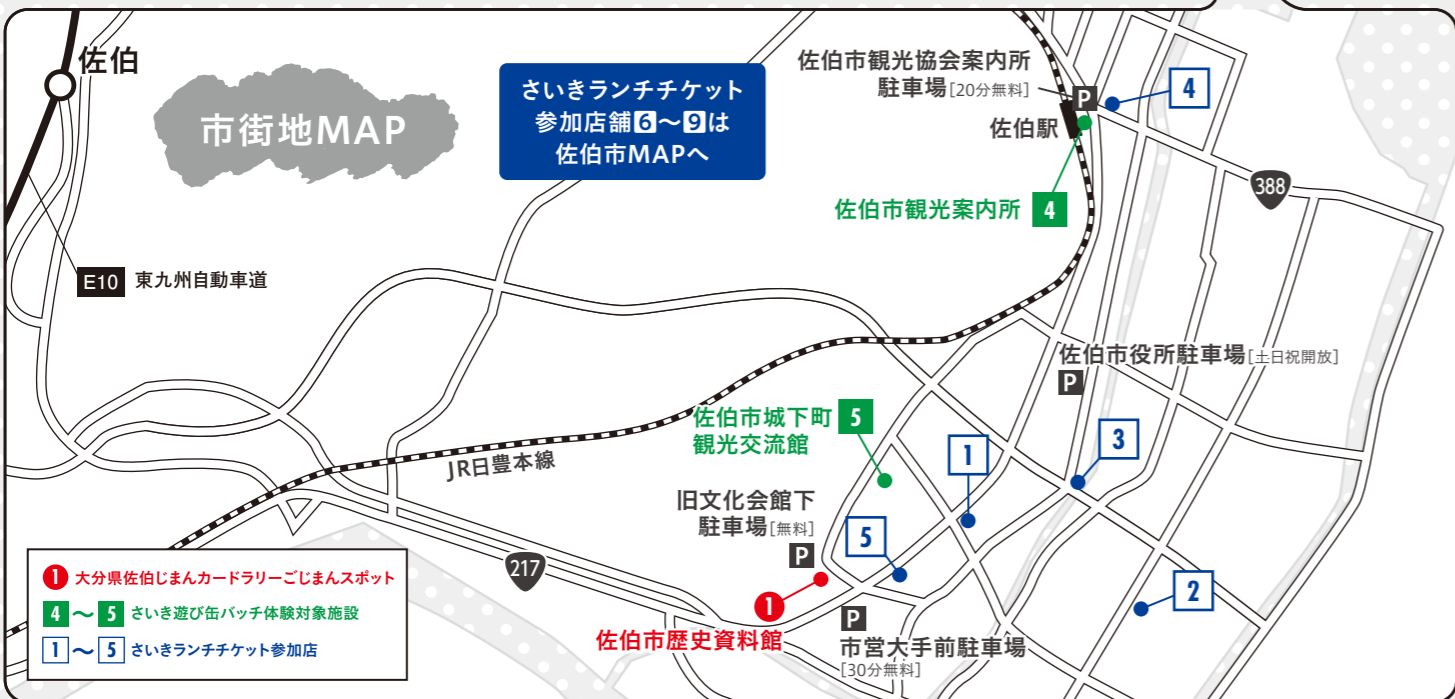 佐伯
市街地MAP
E10 東九州自動車道
さいきランチチケット
参加店舗6〜9は
佐伯市MAPへ
佐伯市観光協会案内所
駐車場[20分無料]
P
4
佐伯駅
388
佐伯市観光案内所 4
佐伯市役所駐車場[土日祝開放]
P
佐伯市城下町 5
観光交流館
1
3
JR日豊本線
旧文化会館下
駐車場[無料]
P
5
217
2
1
佐伯市歴史資料館
P
市営大手前駐車場
[30分無料]
1 大分県佐伯じまんカードラリーごじまんスポット
4〜5 さいき遊び缶バッチ体験対象施設
1〜5 さいきランチチケット参加店